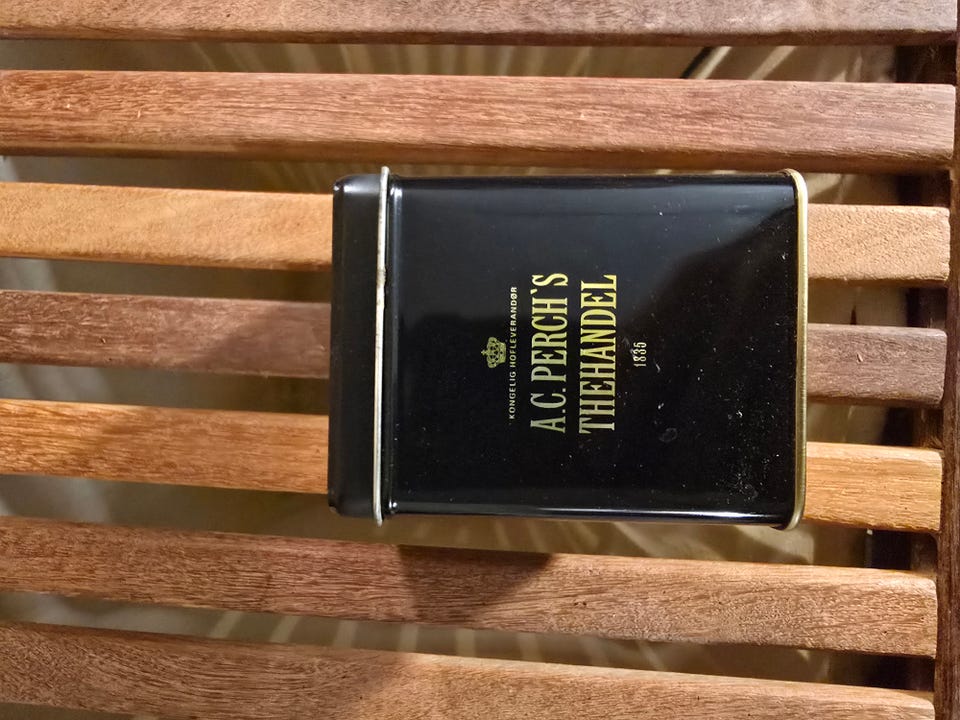 KONGELIG HOFLEVERANDØR
A.C. PERCH'S
THEHANDEL
1835